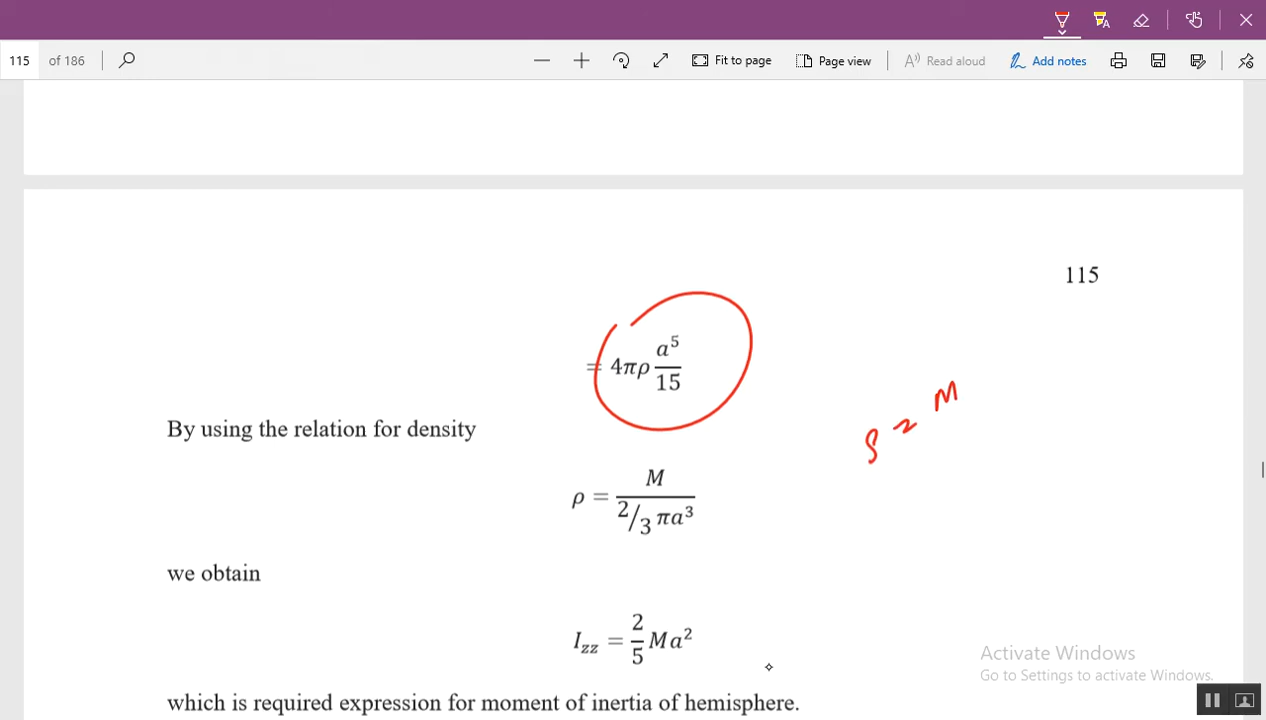 115 of 186 Fit to page Page view Read aloud Add notes
115
= 4πρ a⁵/15
By using the relation for density
ρ = M / (2/3 πa³)
we obtain
I_zz = 2/5 Ma²
which is required expression for moment of inertia of hemisphere.
ρ = M
Activate Windows
Go to Settings to activate Windows.